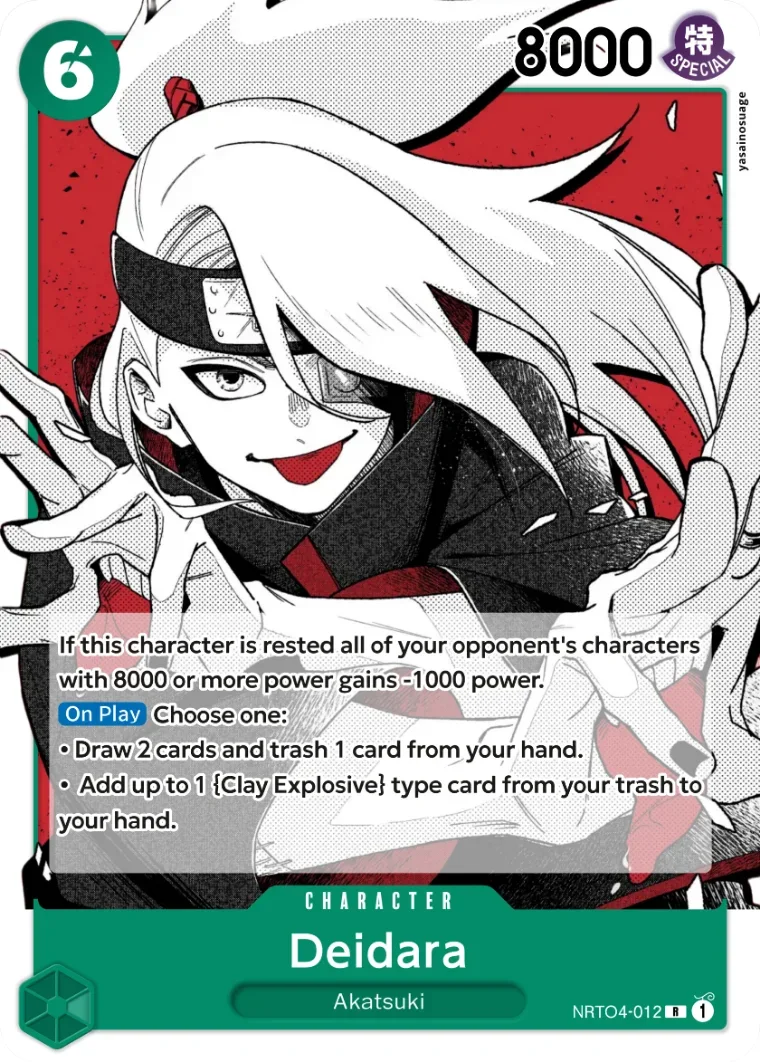 6
8000
特
SPECIAL
yasainosuage
If this character is rested all of your opponent's characters
with 8000 or more power gains -1000 power.
On Play Choose one:
• Draw 2 cards and trash 1 card from your hand.
• Add up to 1 {Clay Explosive} type card from your trash to
your hand.
CHARACTER
Deidara
Akatsuki
NRTO4-012 R 1